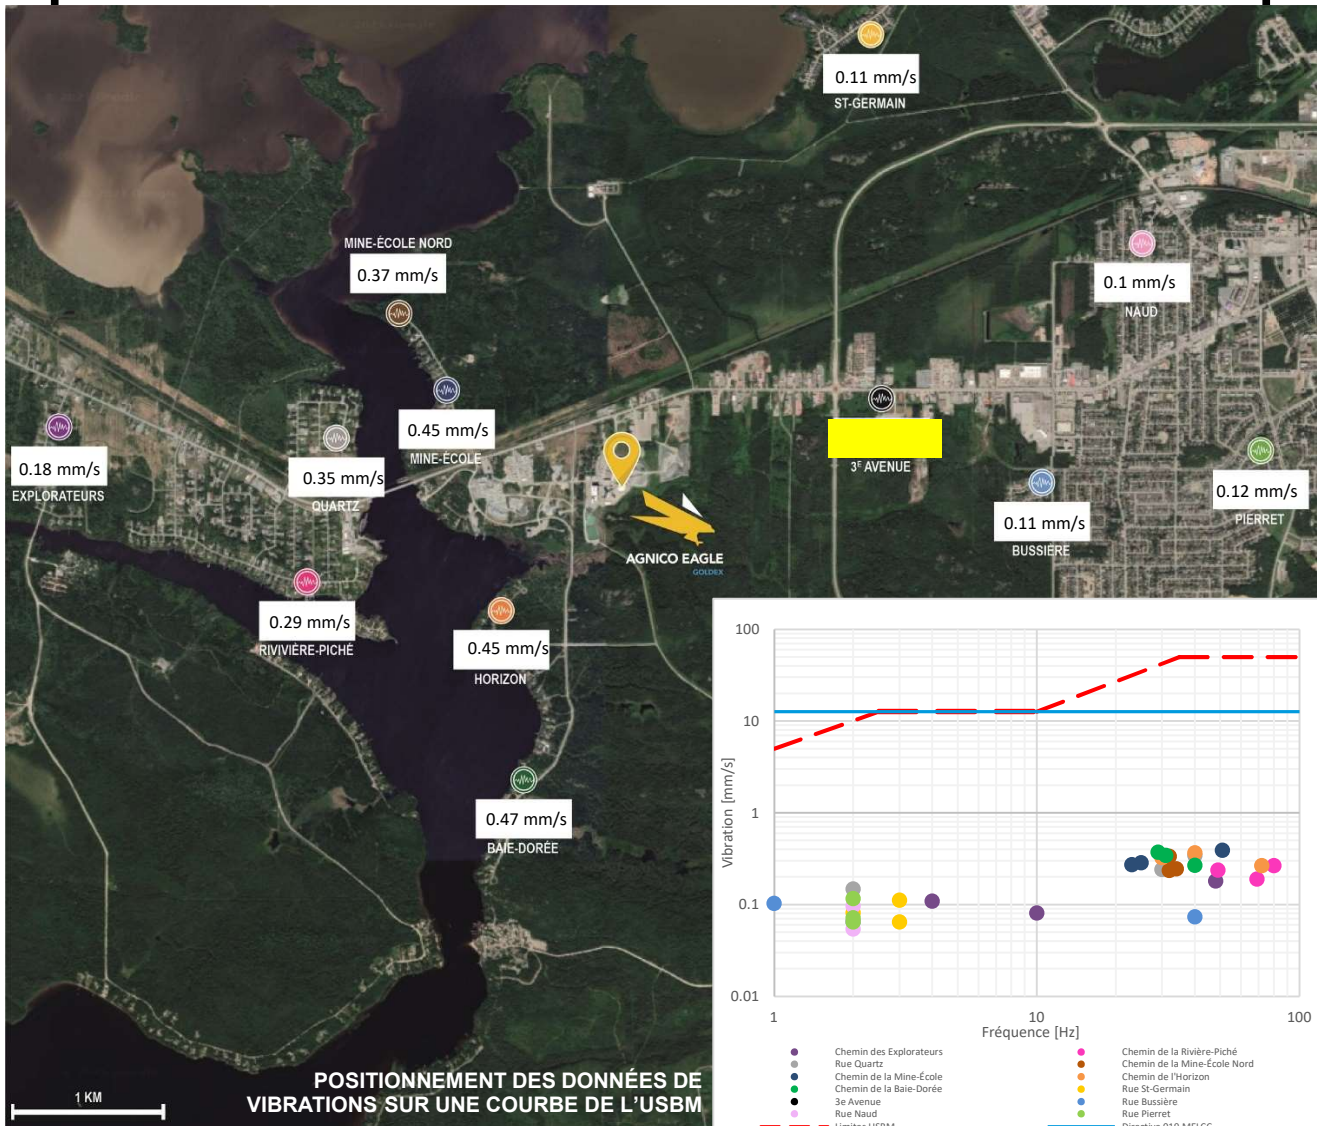 0.11 mm/s
ST-GERMAIN
MINE-ÉCOLE NORD
0.37 mm/s
0.1 mm/s
NAUD
0.45 mm/s
MINE-ÉCOLE
0.18 mm/s
EXPLORATEURS
0.35 mm/s
QUARTZ
3E AVENUE
0.12 mm/s
PIERRET
0.11 mm/s
BUSSIÈRE
AGNICO EAGLE
GOLDEX
0.29 mm/s
RIVIVIÈRE-PICHÉ
0.45 mm/s
HORIZON
0.47 mm/s
BAIE-DORÉE
POSITIONNEMENT DES DONNÉES DE
VIBRATIONS SUR UNE COURBE DE L'USBM
1 KM
Vibration [mm/s]
100
10
1
0.1
0.01
1
10
100
Fréquence [Hz]
Chemin des Explorateurs
Rue Quartz
Chemin de la Mine-École
Chemin de la Baie-Dorée
3e Avenue
Rue Naud
Limites USBM
Chemin de la Rivière-Piché
Chemin de la Mine-École Nord
Chemin de l'Horizon
Rue St-Germain
Rue Bussière
Rue Pierret
Directive 019 MELCC